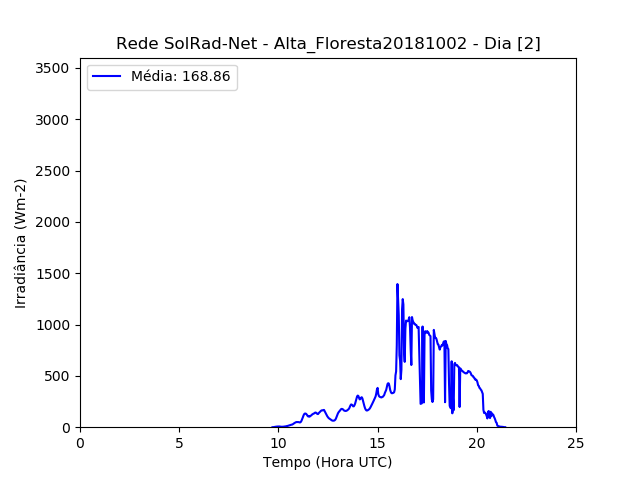 Rede SolRad-Net - Alta_Floresta20181002 - Dia [2]
Média: 168.86
3500
3000
2500
2000
1500
1000
500
0
Irradiância (Wm-2)
0 5 10 15 20 25
Tempo (Hora UTC)